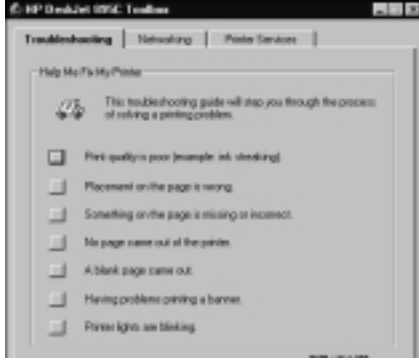 HP DeskJet 895C Toolbox
Troubleshooting
Networking
Printer Services
Help Me Fix My Printer
This troubleshooting guide will step you through the process
of solving a printing problem.
Print quality is poor (example: ink streaking).
Placement on the page is wrong.
Something on the page is missing or incorrect.
No page came out of the printer.
A blank page came out.
Having problems printing a banner.
Printer lights are blinking.